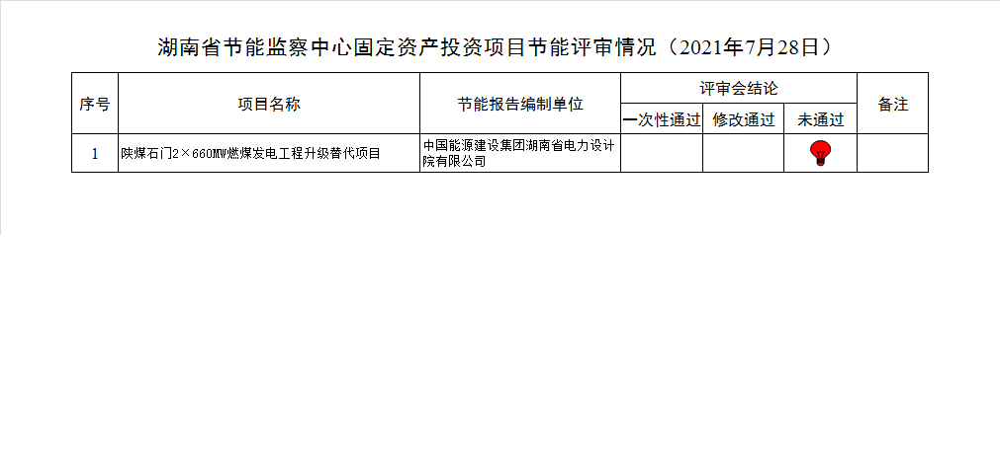 湖南省节能监察中心固定资产投资项目节能评审情况（2021年7月28日）
序号 项目名称 节能报告编制单位 评审会结论 备注
一次性通过 修改通过 未通过
1 陕煤石门2×660MW燃煤发电工程升级替代项目 中国能源建设集团湖南省电力设计
院有限公司